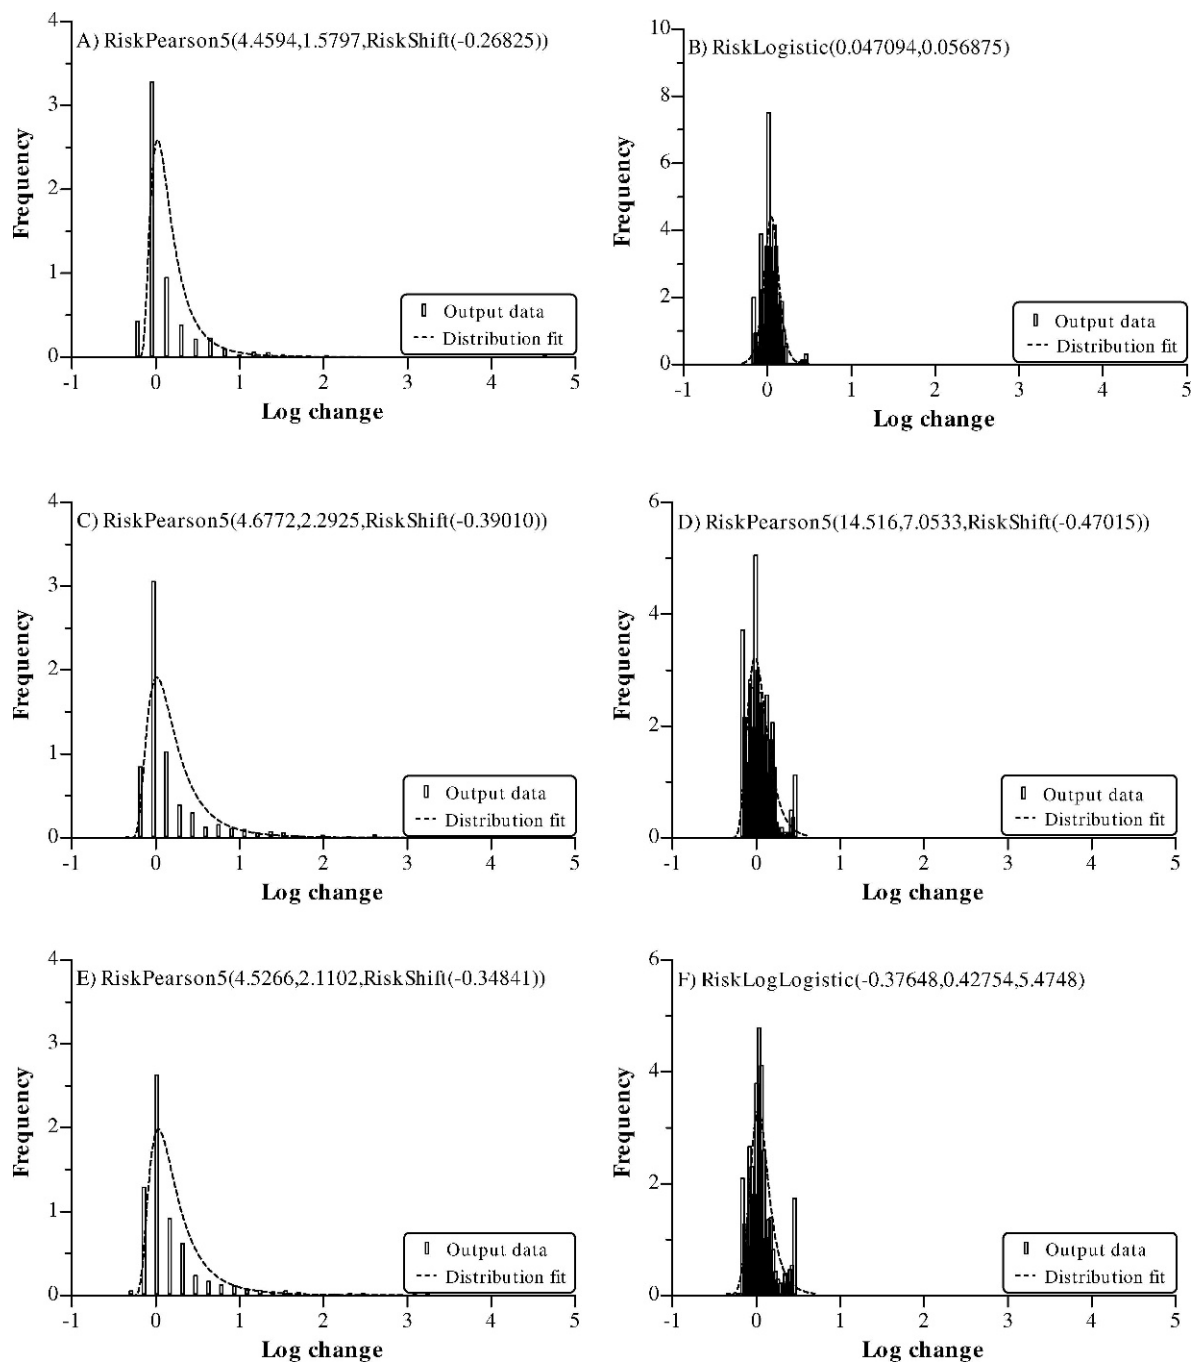 A) RiskPearson5(4.4594,1.5797,RiskShift(-0.26825))
4
3
2
1
0
Frequency
Output data
Distribution fit
-1 0 1 2 3 4 5
Log change
B) RiskLogistic(0.047094,0.056875)
10
8
6
4
2
0
Frequency
Output data
Distribution fit
-1 0 1 2 3 4 5
Log change
C) RiskPearson5(4.6772,2.2925,RiskShift(-0.39010))
4
3
2
1
0
Frequency
Output data
Distribution fit
-1 0 1 2 3 4 5
Log change
D) RiskPearson5(14.516,7.0533,RiskShift(-0.47015))
6
4
2
0
Frequency
Output data
Distribution fit
-1 0 1 2 3 4 5
Log change
E) RiskPearson5(4.5266,2.1102,RiskShift(-0.34841))
4
3
2
1
0
Frequency
Output data
Distribution fit
-1 0 1 2 3 4 5
Log change
F) RiskLogLogistic(-0.37648,0.42754,5.4748)
6
4
2
0
Frequency
Output data
Distribution fit
-1 0 1 2 3 4 5
Log change